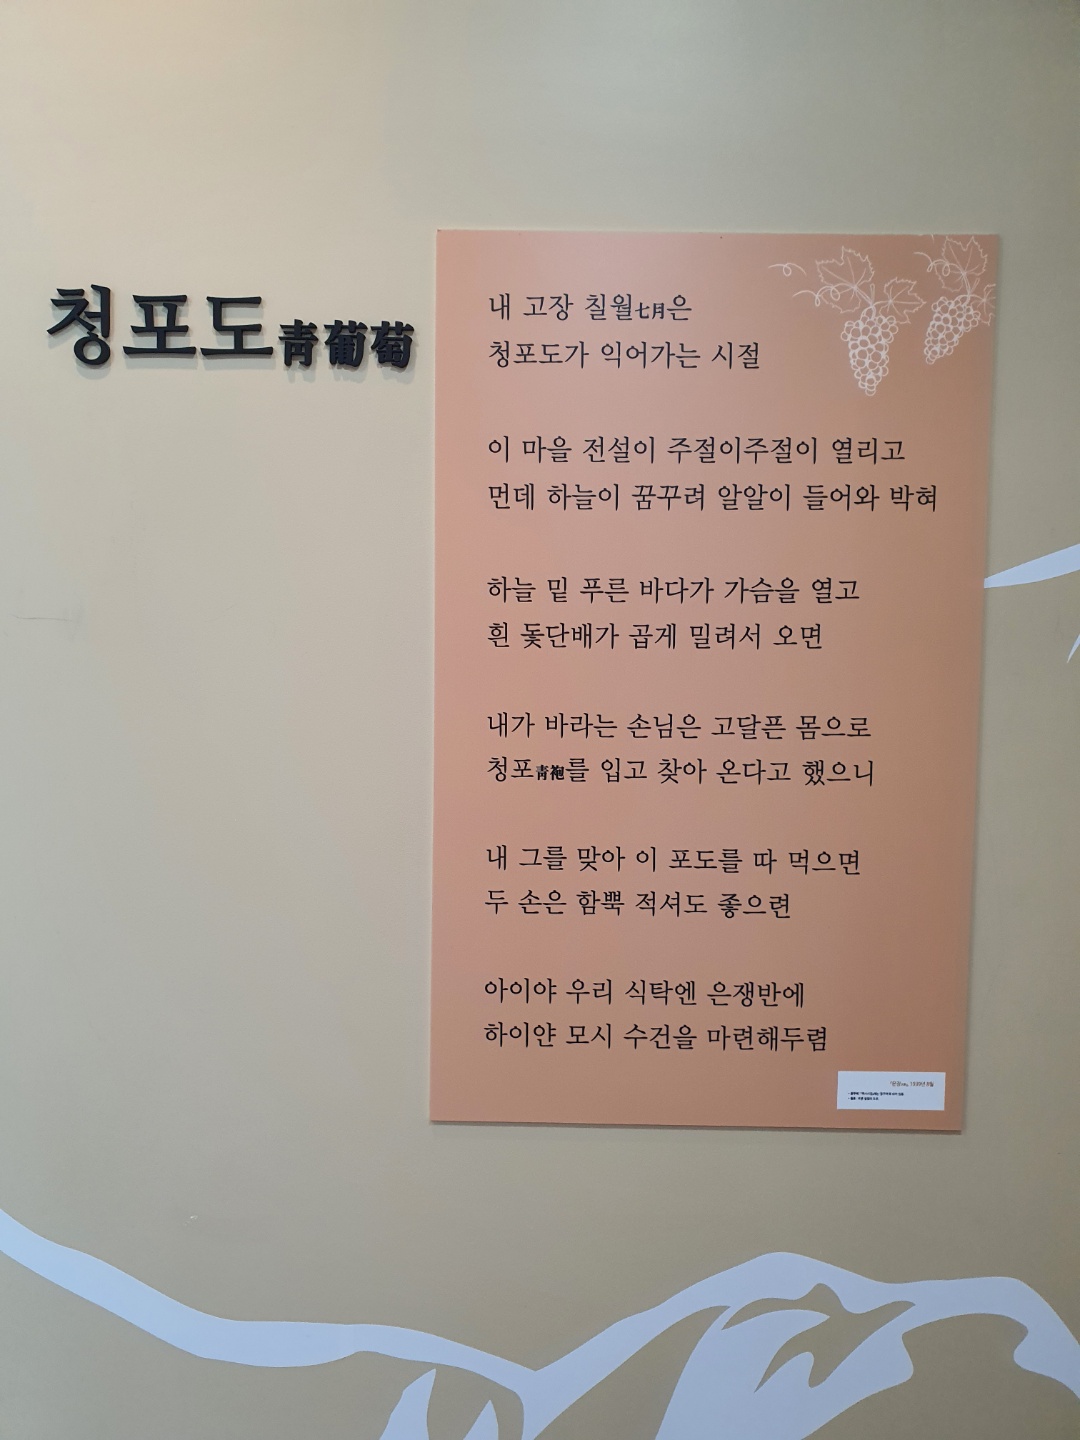 청포도靑葡萄
내 고장 칠월七月은
청포도가 익어가는 시절
이 마을 전설이 주절이주절이 열리고
먼데 하늘이 꿈꾸려 알알이 들어와 박혀
하늘 밑 푸른 바다가 가슴을 열고
흰 돛단배가 곱게 밀려서 오면
내가 바라는 손님은 고달픈 몸으로
청포靑袍를 입고 찾아 온다고 했으니
내 그를 맞아 이 포도를 따 먹으면
두 손은 함뿍 적셔도 좋으련
아이야 우리 식탁엔 은쟁반에
하이얀 모시 수건을 마련해두렴
1939년 8월